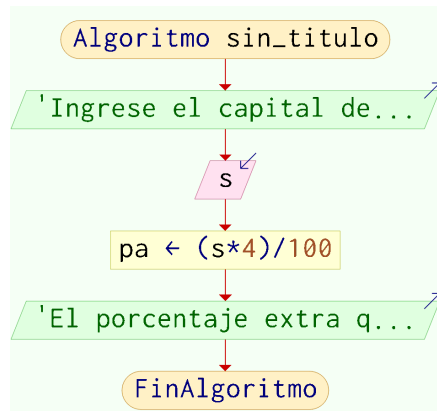 Algoritmo sin_titulo
'Ingrese el capital de...
s
pa ← (s*4)/100
'El porcentaje extra q...
FinAlgoritmo